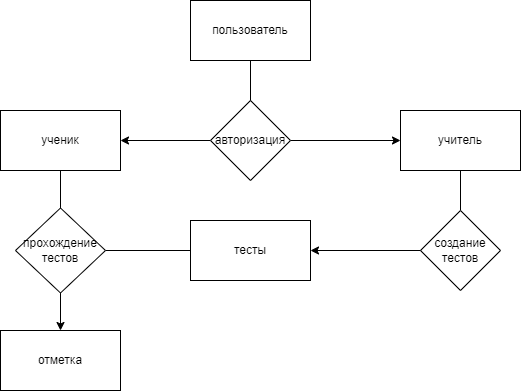 пользователь
ученик
авторизация
учитель
прохождение
тестов
тесты
создание
тестов
отметка